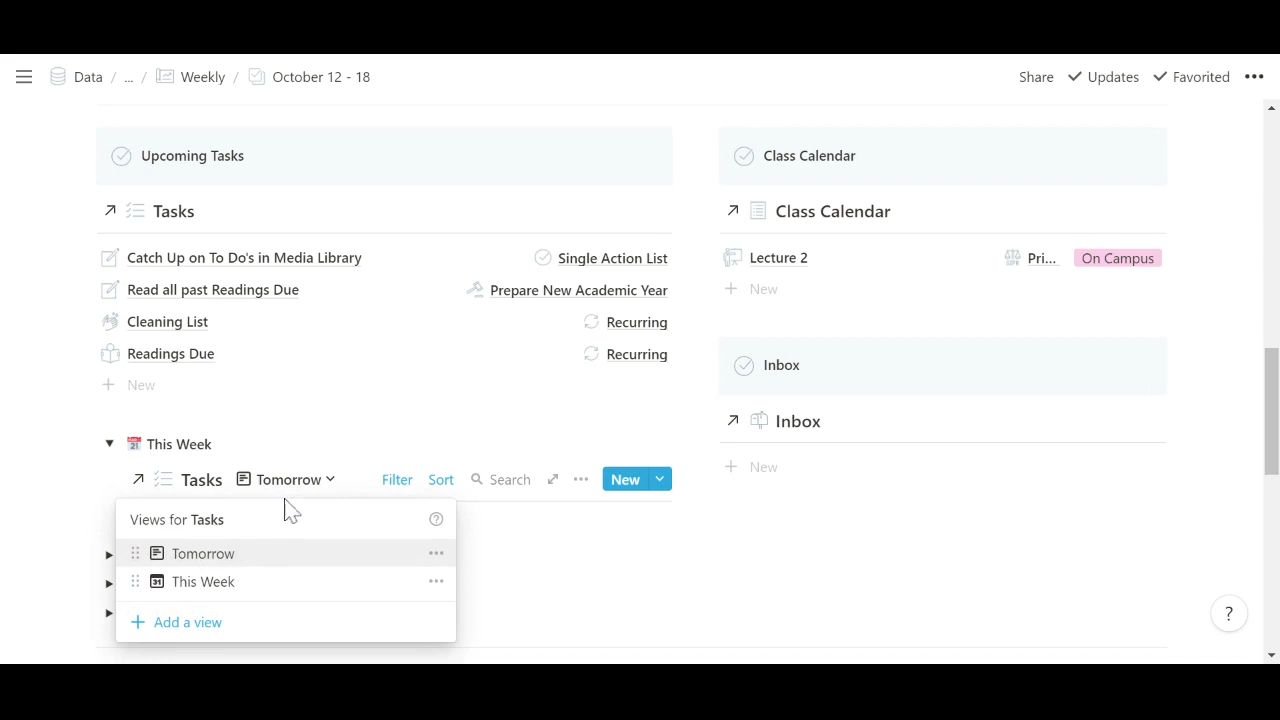 Data / ... / Weekly / October 12 - 18
Share Updates Favorited •••
Upcoming Tasks
Tasks
Catch Up on To Do's in Media Library Single Action List
Read all past Readings Due Prepare New Academic Year
Cleaning List Recurring
Readings Due Recurring
+ New
Class Calendar
Class Calendar
Lecture 2 Pri... On Campus
+ New
Inbox
Inbox
+ New
This Week
Tasks Tomorrow Filter Sort Search ••• New
Views for Tasks ?
Tomorrow •••
31 This Week •••
+ Add a view
?